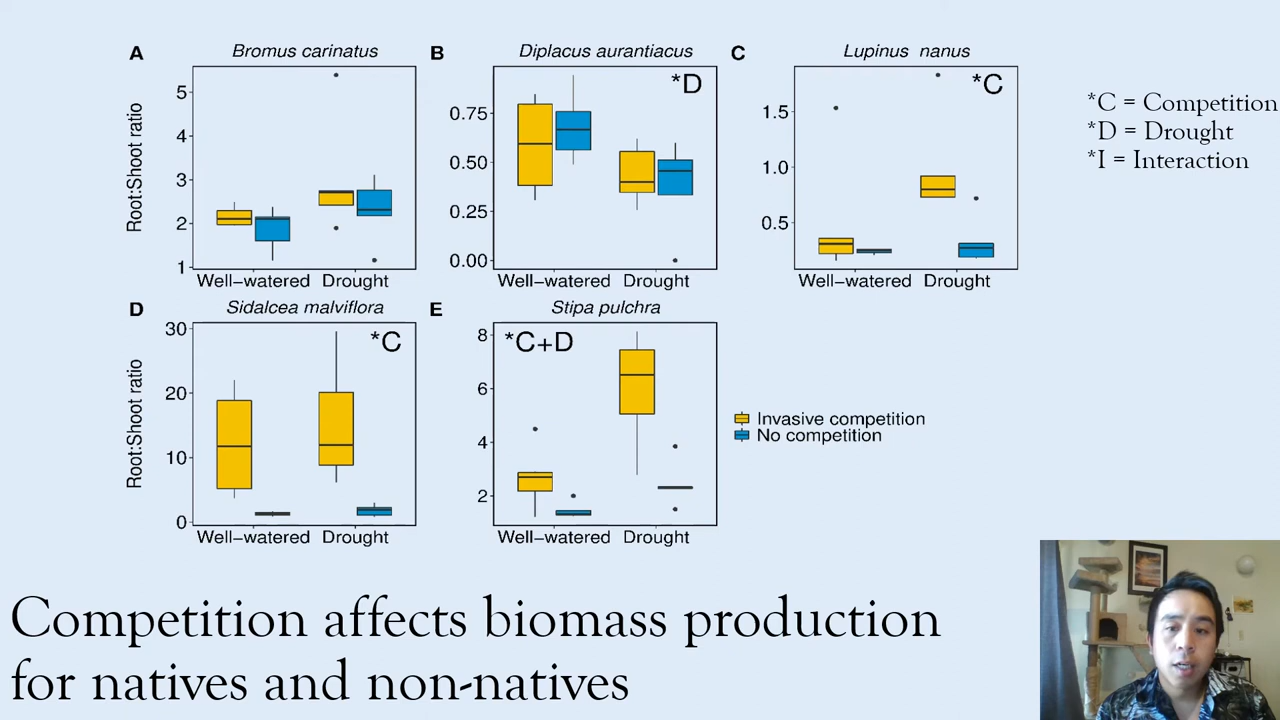 A Bromus carinatus
B Diplacus aurantiacus
C Lupinus nanus
Root:Shoot ratio
5
4
3
2
1
Well-watered Drought
*D
0.75
0.50
0.25
0.00
Well-watered Drought
*C
1.5
1.0
0.5
Well-watered Drought
*C = Competition
*D = Drought
*I = Interaction
D Sidalcea malviflora
E Stipa pulchra
Root:Shoot ratio
30
20
10
0
*C
Well-watered Drought
*C+D
8
6
4
2
Well-watered Drought
Invasive competition
No competition
Competition affects biomass production
for natives and non-natives